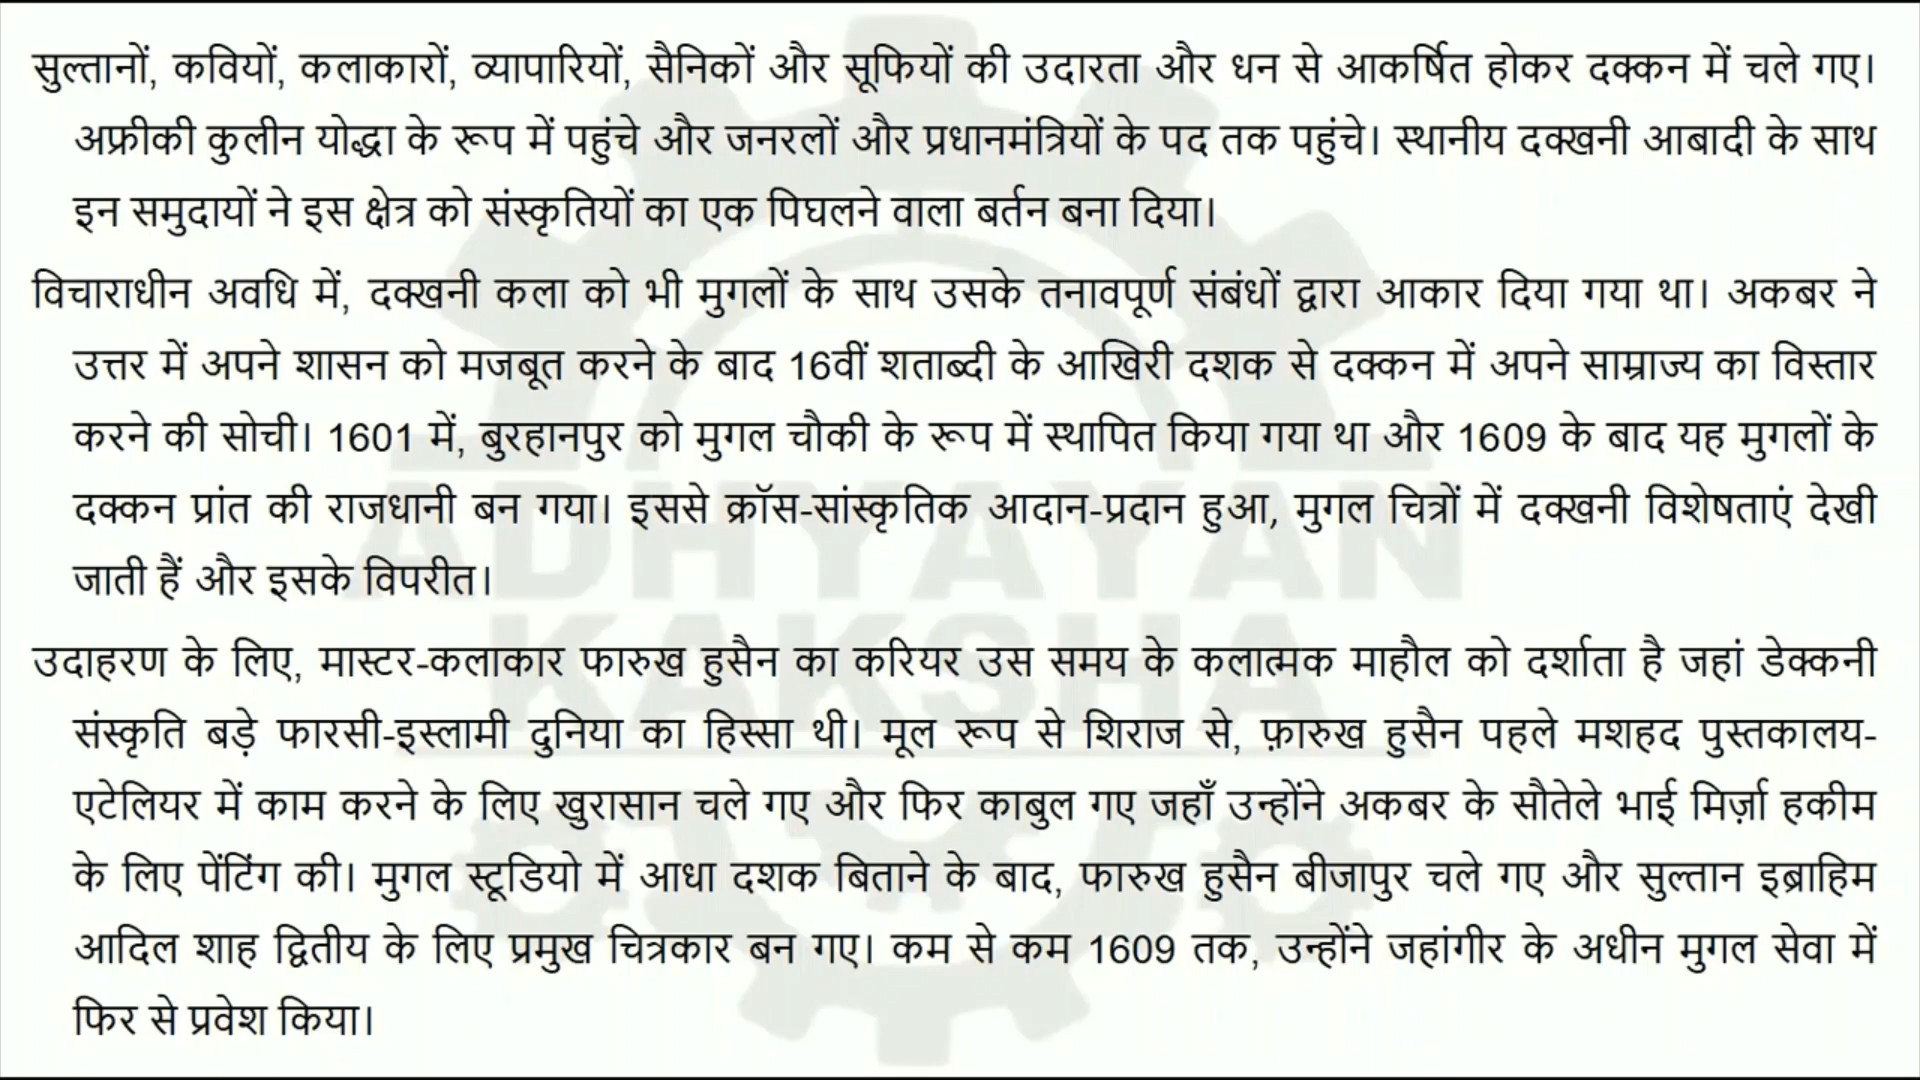 सुल्तानों, कवियों, कलाकारों, व्यापारियों, सैनिकों और सूफियों की उदारता और धन से आकर्षित होकर दक्कन में चले गए।
अफ्रीकी कुलीन योद्धा के रूप में पहुंचे और जनरलों और प्रधानमंत्रियों के पद तक पहुंचे। स्थानीय दक्खनी आबादी के साथ
इन समुदायों ने इस क्षेत्र को संस्कृतियों का एक पिघलने वाला बर्तन बना दिया।
विचाराधीन अवधि में, दक्खनी कला को भी मुगलों के साथ उसके तनावपूर्ण संबंधों द्वारा आकार दिया गया था। अकबर ने
उत्तर में अपने शासन को मजबूत करने के बाद 16वीं शताब्दी के आखिरी दशक से दक्कन में अपने साम्राज्य का विस्तार
करने की सोची। 1601 में, बुरहानपुर को मुगल चौकी के रूप में स्थापित किया गया था और 1609 के बाद यह मुगलों के
दक्कन प्रांत की राजधानी बन गया। इससे क्रॉस-सांस्कृतिक आदान-प्रदान हुआ, मुगल चित्रों में दक्खनी विशेषताएं देखी
जाती हैं और इसके विपरीत।
उदाहरण के लिए, मास्टर-कलाकार फारुख हुसैन का करियर उस समय के कलात्मक माहौल को दर्शाता है जहां डेक्कनी
संस्कृति बड़े फारसी-इस्लामी दुनिया का हिस्सा थी। मूल रूप से शिराज से, फ़ारुख हुसैन पहले मशहद पुस्तकालय-
एटेलियर में काम करने के लिए खुरासान चले गए और फिर काबुल गए जहाँ उन्होंने अकबर के सौतेले भाई मिर्ज़ा हकीम
के लिए पेंटिंग की। मुगल स्टूडियो में आधा दशक बिताने के बाद, फारुख हुसैन बीजापुर चले गए और सुल्तान इब्राहिम
आदिल शाह द्वितीय के लिए प्रमुख चित्रकार बन गए। कम से कम 1609 तक, उन्होंने जहांगीर के अधीन मुगल सेवा में
फिर से प्रवेश किया।
ADHYAYAN
KAKSHA